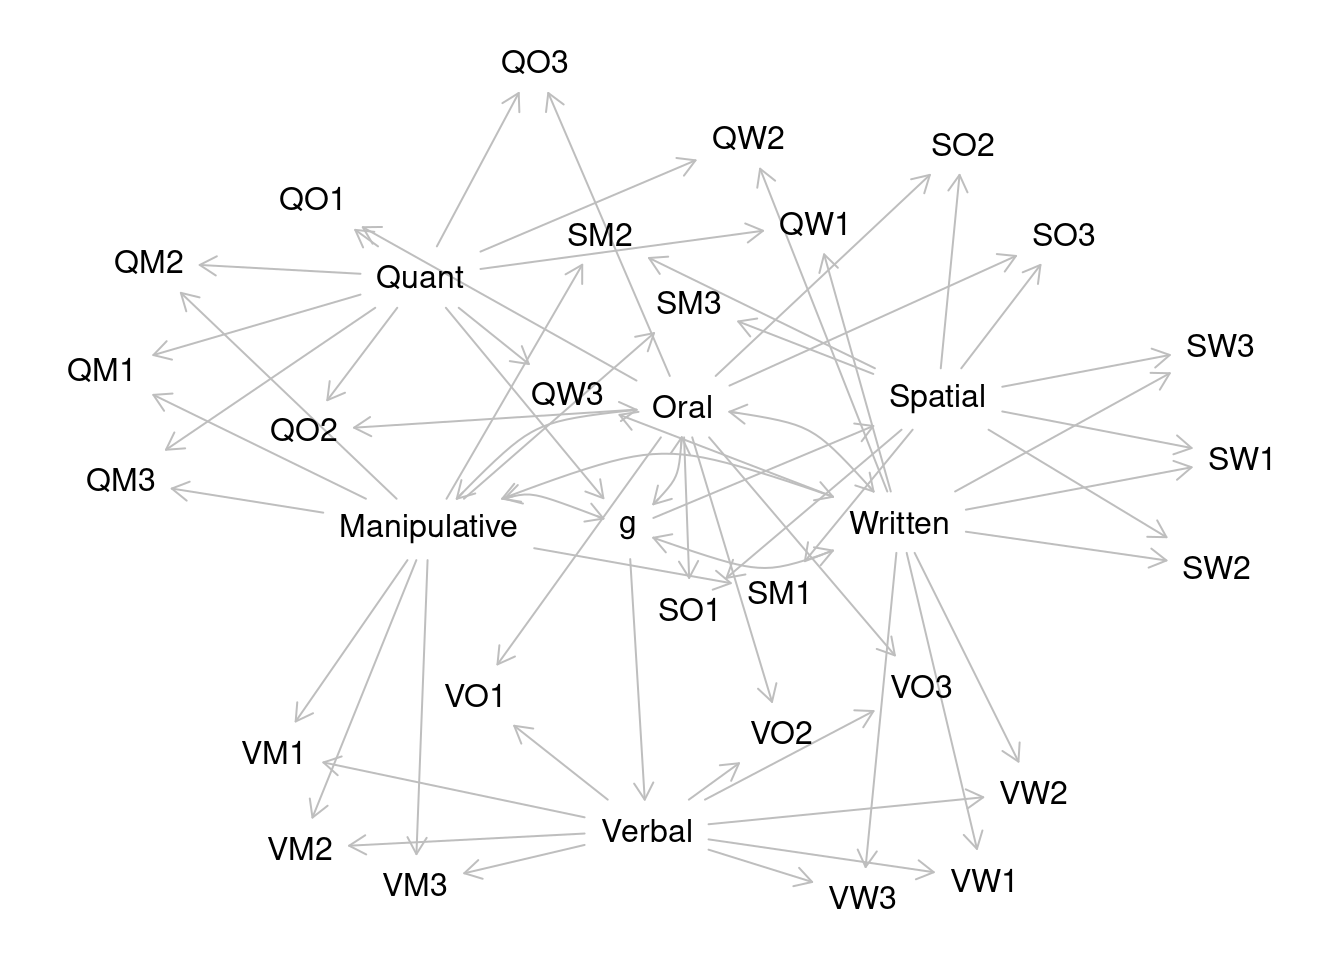 QO3
QW2
SO2
QO1
QW1
SM2
SO3
QM2
Quant
SM3
SW3
QM1
QW3
Oral
Spatial
QO2
SW1
QM3
Manipulative
g
Written
SW2
SM1
SO1
VO3
VO1
VO2
VM1
VW2
Verbal
VM2
VM3
VW1
VW3